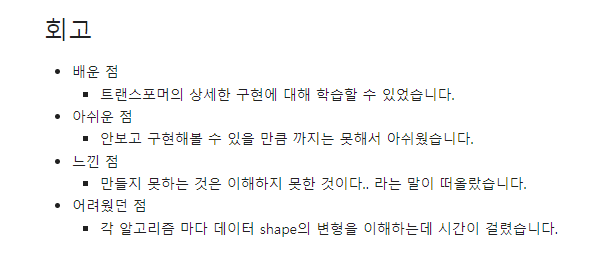 회고
배운 점
트랜스포머의 상세한 구현에 대해 학습할 수 있었습니다.
아쉬운 점
안보고 구현해볼 수 있을 만큼 까지는 못해서 아쉬웠습니다.
느낀 점
만들지 못하는 것은 이해하지 못한 것이다.. 라는 말이 떠올랐습니다.
어려웠던 점
각 알고리즘 마다 데이터 shape의 변형을 이해하는데 시간이 걸렸습니다.